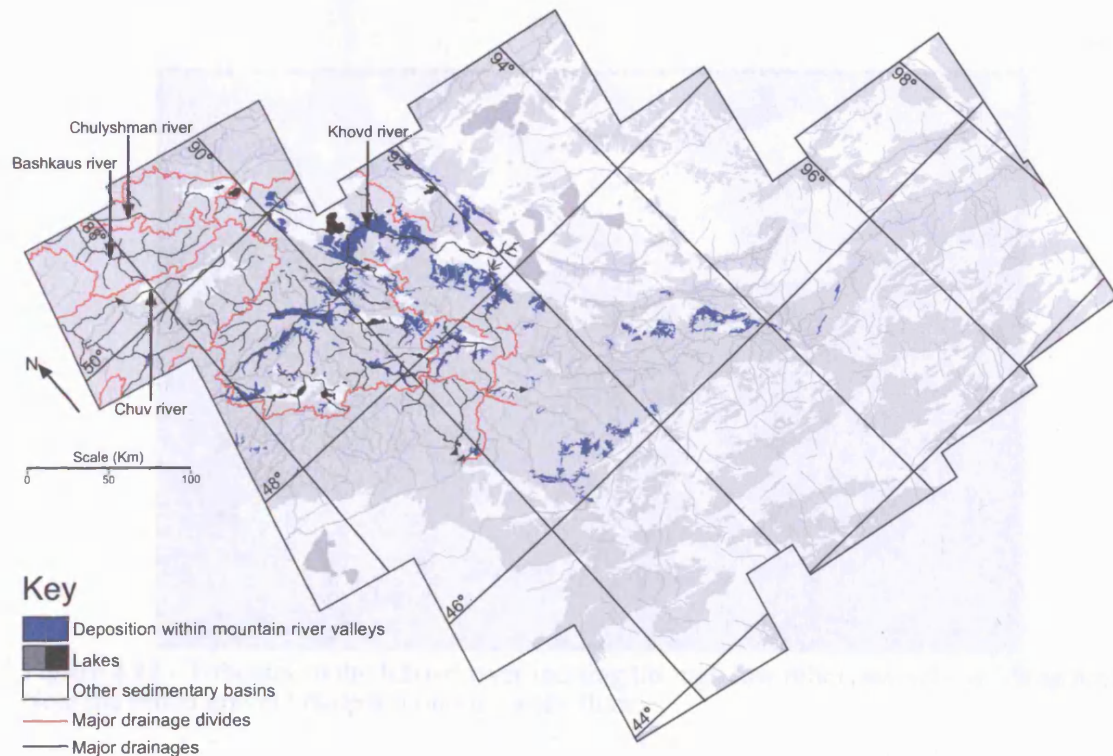 94°
98°
Chulyshman river
90°
Khovd river
Bashkaus river
92°
96°
88°
50°
N
Chuv river
Scale (Km)
0 50 100
48°
46°
44°
Key
Deposition within mountain river valleys
Lakes
Other sedimentary basins
Major drainage divides
Major drainages